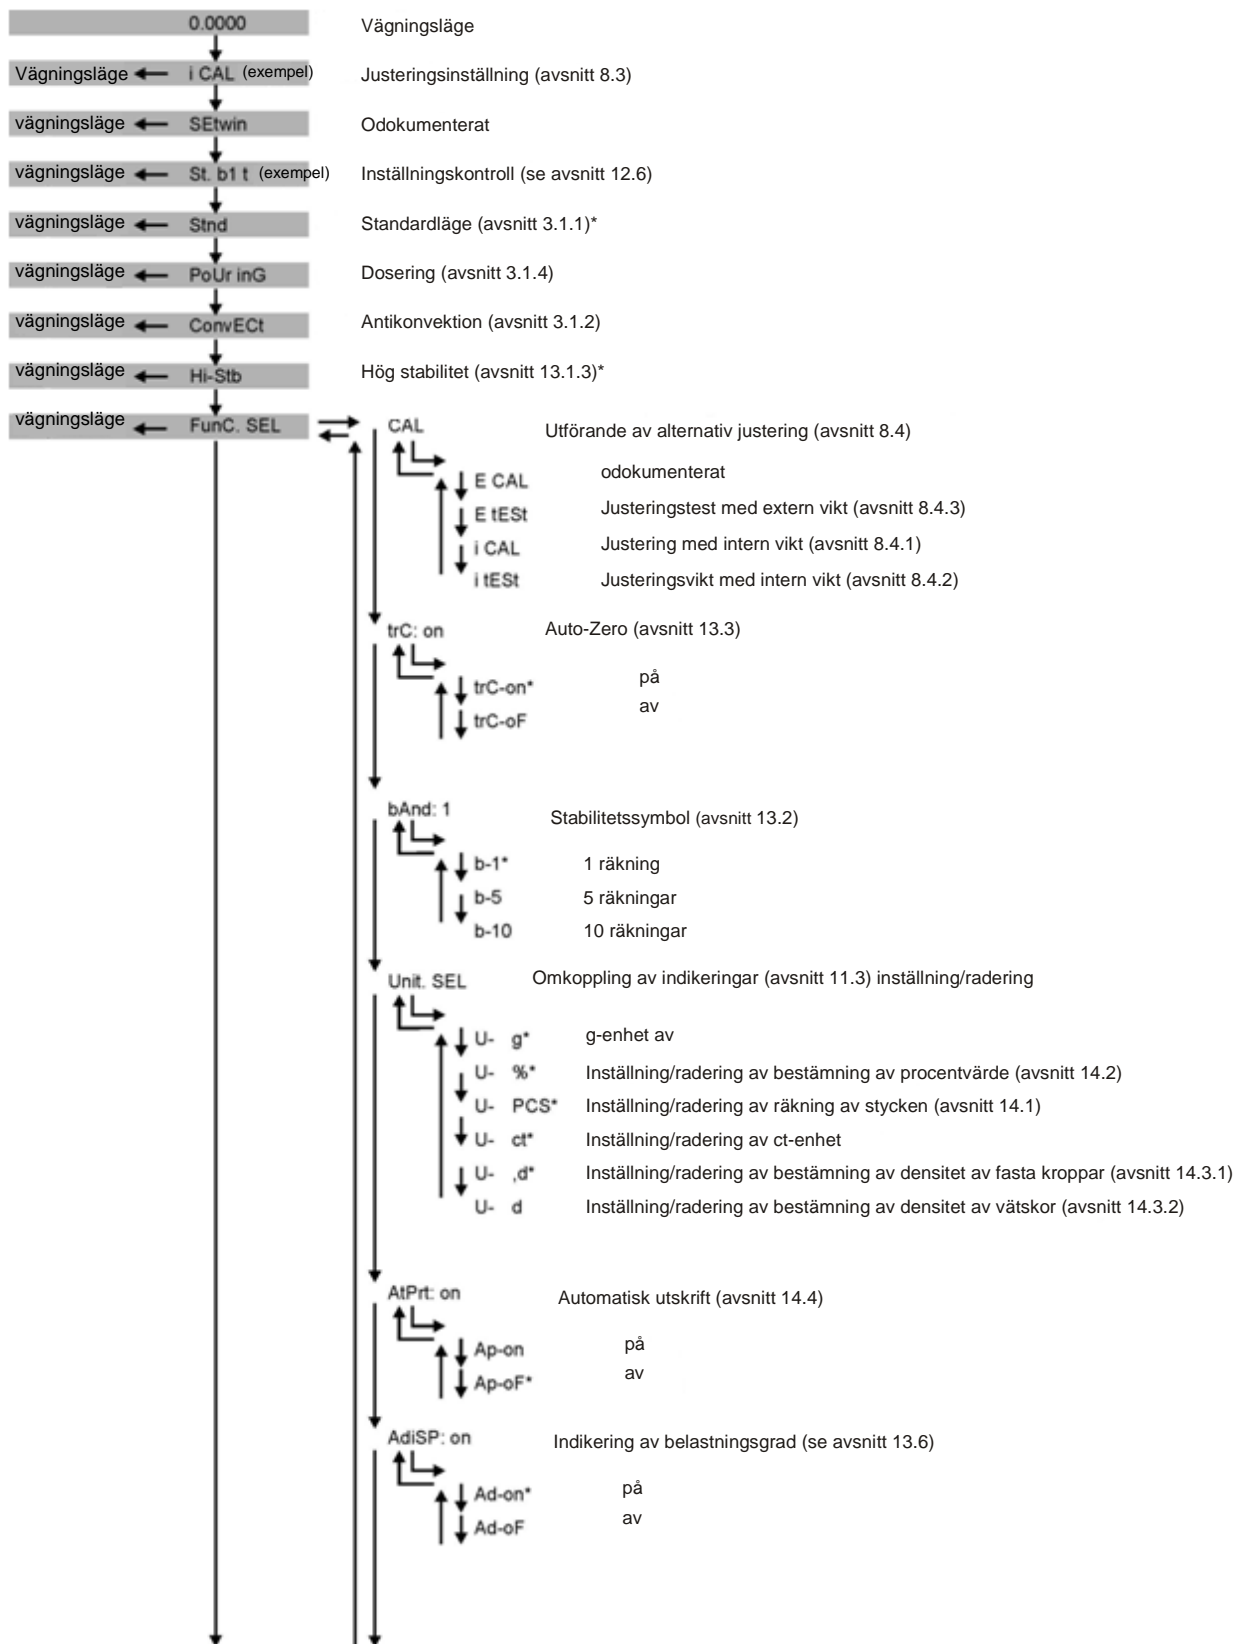 0.0000 Vägningsläge
Vägningsläge i CAL (exempel) Justeringsinställning (avsnitt 8.3)
vägningsläge SEtwin Odokumenterat
vägningsläge St. b1 t (exempel) Inställningskontroll (se avsnitt 12.6)
vägningsläge Stnd Standardläge (avsnitt 3.1.1)*
vägningsläge PoUr inG Dosering (avsnitt 3.1.4)
vägningsläge ConvECt Antikonvektion (avsnitt 3.1.2)
vägningsläge Hi-Stb Hög stabilitet (avsnitt 13.1.3)*
vägningsläge FunC. SEL CAL Utförande av alternativ justering (avsnitt 8.4)
E CAL odokumenterat
E tESt Justeringstest med extern vikt (avsnitt 8.4.3)
i CAL Justering med intern vikt (avsnitt 8.4.1)
i tESt Justeringsvikt med intern vikt (avsnitt 8.4.2)
trC: on Auto-Zero (avsnitt 13.3)
trC-on* på
trC-oF av
bAnd: 1 Stabilitetssymbol (avsnitt 13.2)
b-1* 1 räkning
b-5 5 räkningar
b-10 10 räkningar
Unit. SEL Omkoppling av indikeringar (avsnitt 11.3) inställning/radering
U- g* g-enhet av
U- %* Inställning/radering av bestämning av procentvärde (avsnitt 14.2)
U- PCS* Inställning/radering av räkning av stycken (avsnitt 14.1)
U- ct* Inställning/radering av ct-enhet
U- ,d* Inställning/radering av bestämning av densitet av fasta kroppar (avsnitt 14.3.1)
U- d Inställning/radering av bestämning av densitet av vätskor (avsnitt 14.3.2)
AtPrt: on Automatisk utskrift (avsnitt 14.4)
Ap-on på
Ap-oF* av
AdiSP: on Indikering av belastningsgrad (se avsnitt 13.6)
Ad-on* på
Ad-oF av